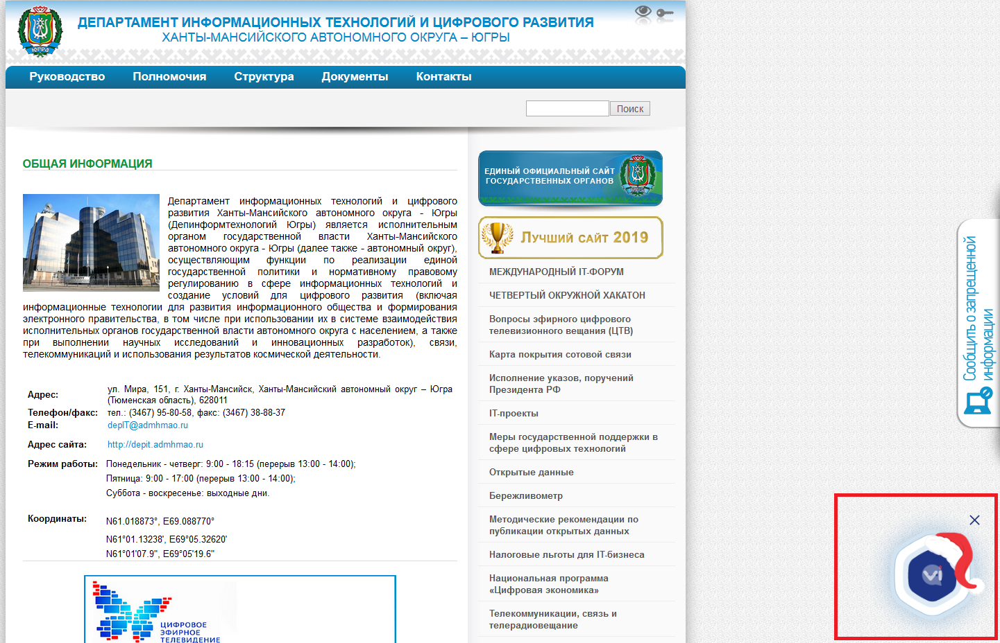 ДЕПАРТАМЕНТ ИНФОРМАЦИОННЫХ ТЕХНОЛОГИЙ И ЦИФРОВОГО РАЗВИТИЯ
ХАНТЫ-МАНСИЙСКОГО АВТОНОМНОГО ОКРУГА – ЮГРЫ
ЮГРА
Руководство Полномочия Структура Документы Контакты
Поиск
ОБЩАЯ ИНФОРМАЦИЯ
Департамент информационных технологий и цифрового
развития Ханты-Мансийского автономного округа - Югры
(Депинформтехнологий Югры) является исполнительным
органом государственной власти Ханты-Мансийского
автономного округа - Югры (далее также - автономный округ),
осуществляющим функции по реализации единой
государственной политики и нормативному правовому
регулированию в сфере информационных технологий и
создание условий для цифрового развития (включая
информационные технологии для развития информационного общества и формирования
электронного правительства, в том числе при использовании их в системе взаимодействия
исполнительных органов государственной власти автономного округа с населением, а также
при выполнении научных исследований и инновационных разработок), связи,
телекоммуникаций и использования результатов космической деятельности.
Адрес: ул. Мира, 151, г. Ханты-Мансийск, Ханты-Мансийский автономный округ – Югра
(Тюменская область), 628011
Телефон/факс: тел.: (3467) 95-80-58, факс: (3467) 38-88-37
E-mail: depIT@admhmao.ru
Адрес сайта: http://depit.admhmao.ru
Режим работы: Понедельник - четверг: 9:00 - 18:15 (перерыв 13:00 - 14:00);
Пятница: 9:00 - 17:00 (перерыв 13:00 - 14:00);
Суббота - воскресенье: выходные дни.
Координаты: N61.018873°, E69.088770°
N61°01.13238', E69°05.32620'
N61°01'07.9", E69°05'19.6"
ЦИФРОВОЕ
ЭФИРНОЕ
ТЕЛЕВИДЕНИЕ
ЕДИНЫЙ ОФИЦИАЛЬНЫЙ САЙТ
ГОСУДАРСТВЕННЫХ ОРГАНОВ
Лучший сайт 2019
МЕЖДУНАРОДНЫЙ IT-ФОРУМ
ЧЕТВЕРТЫЙ ОКРУЖНОЙ ХАКАТОН
Вопросы эфирного цифрового
телевизионного вещания (ЦТВ)
Карта покрытия сотовой связи
Исполнение указов, поручений
Президента РФ
IT-проекты
Меры государственной поддержки в
сфере цифровых технологий
Открытые данные
Бережливометр
Методические рекомендации по
публикации открытых данных
Налоговые льготы для IT-бизнеса
Национальная программа
«Цифровая экономика»
Телекоммуникации, связь и
телерадиовещание
Сообщить о запрещенной
информации
vi